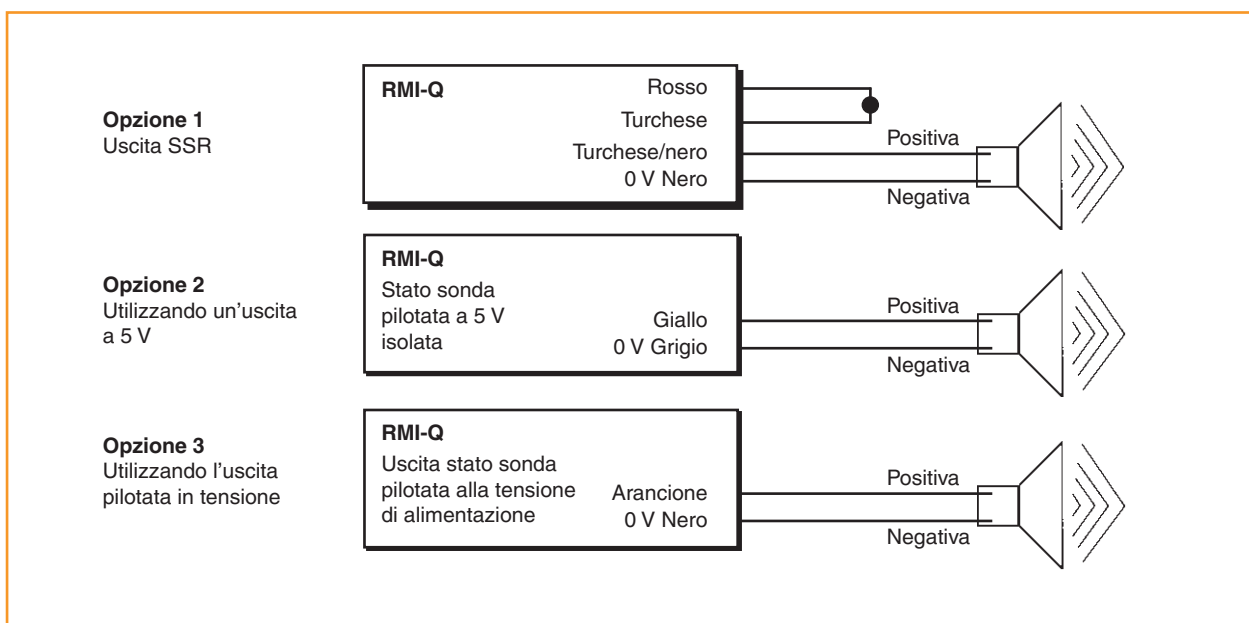 Opzione 1
Uscita SSR
RMI-Q
Rosso
Turchese
Turchese/nero
0 V Nero
Positiva
Negativa
Opzione 2
Utilizzando un’uscita
a 5 V
RMI-Q
Stato sonda
pilotata a 5 V
isolata
Giallo
0 V Grigio
Positiva
Negativa
Opzione 3
Utilizzando l’uscita
pilotata in tensione
RMI-Q
Uscita stato sonda
pilotata alla tensione
di alimentazione
Arancione
0 V Nero
Positiva
Negativa